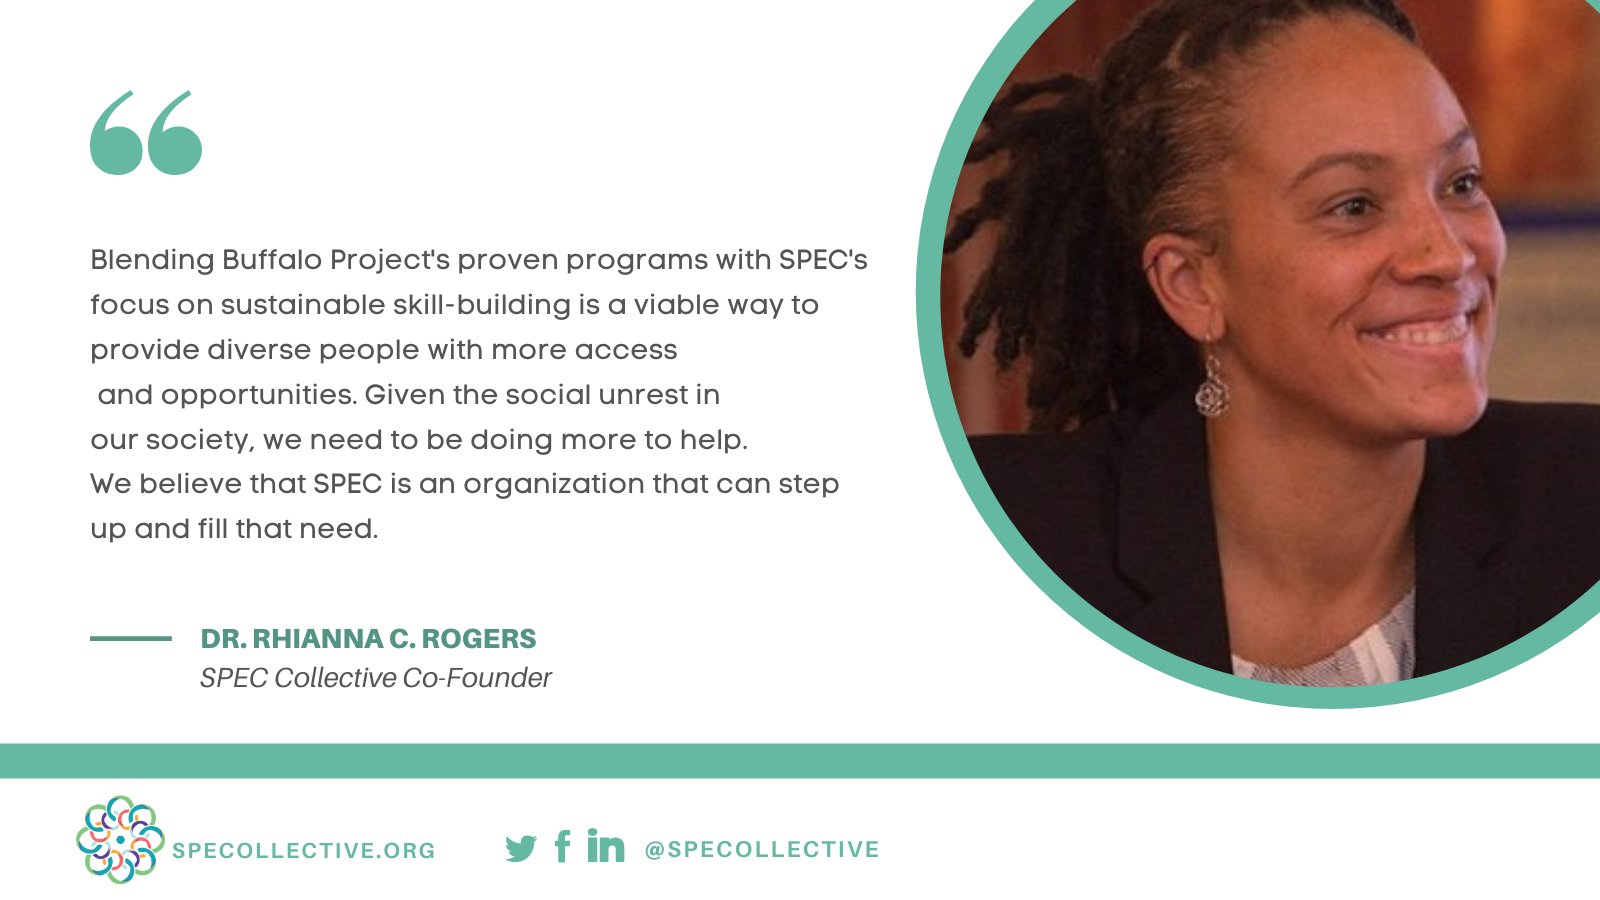 Blending Buffalo Project's proven programs with SPEC's
focus on sustainable skill-building is a viable way to
provide diverse people with more access
and opportunities. Given the social unrest in
our society, we need to be doing more to help.
We believe that SPEC is an organization that can step
up and fill that need.
DR. RHIANNA C. ROGERS
SPEC Collective Co-Founder
SPECOLLECTIVE.ORG
@SPECOLLECTIVE